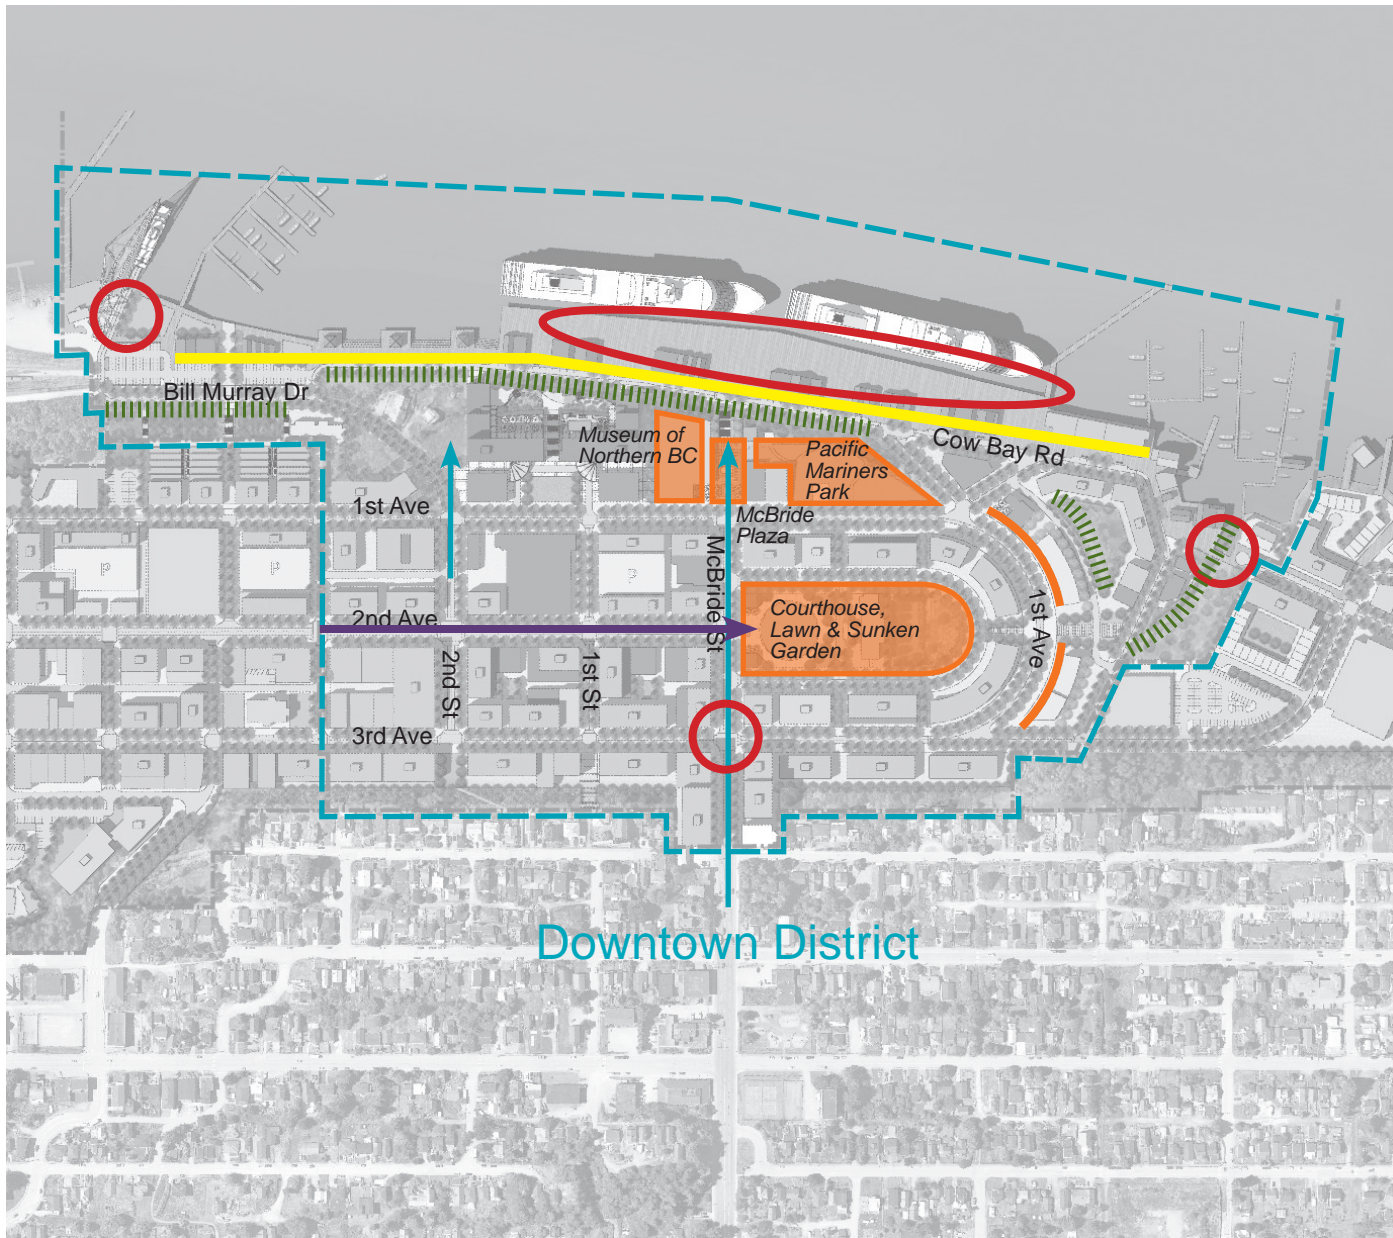 Bill Murray Dr
Museum of
Northern BC
Pacific
Mariners
Park
Cow Bay Rd
1st Ave
McBride
Plaza
McBride St
2nd Ave
Courthouse,
Lawn & Sunken
Garden
1st Ave
2nd St
1st St
3rd Ave
P
P
Downtown District